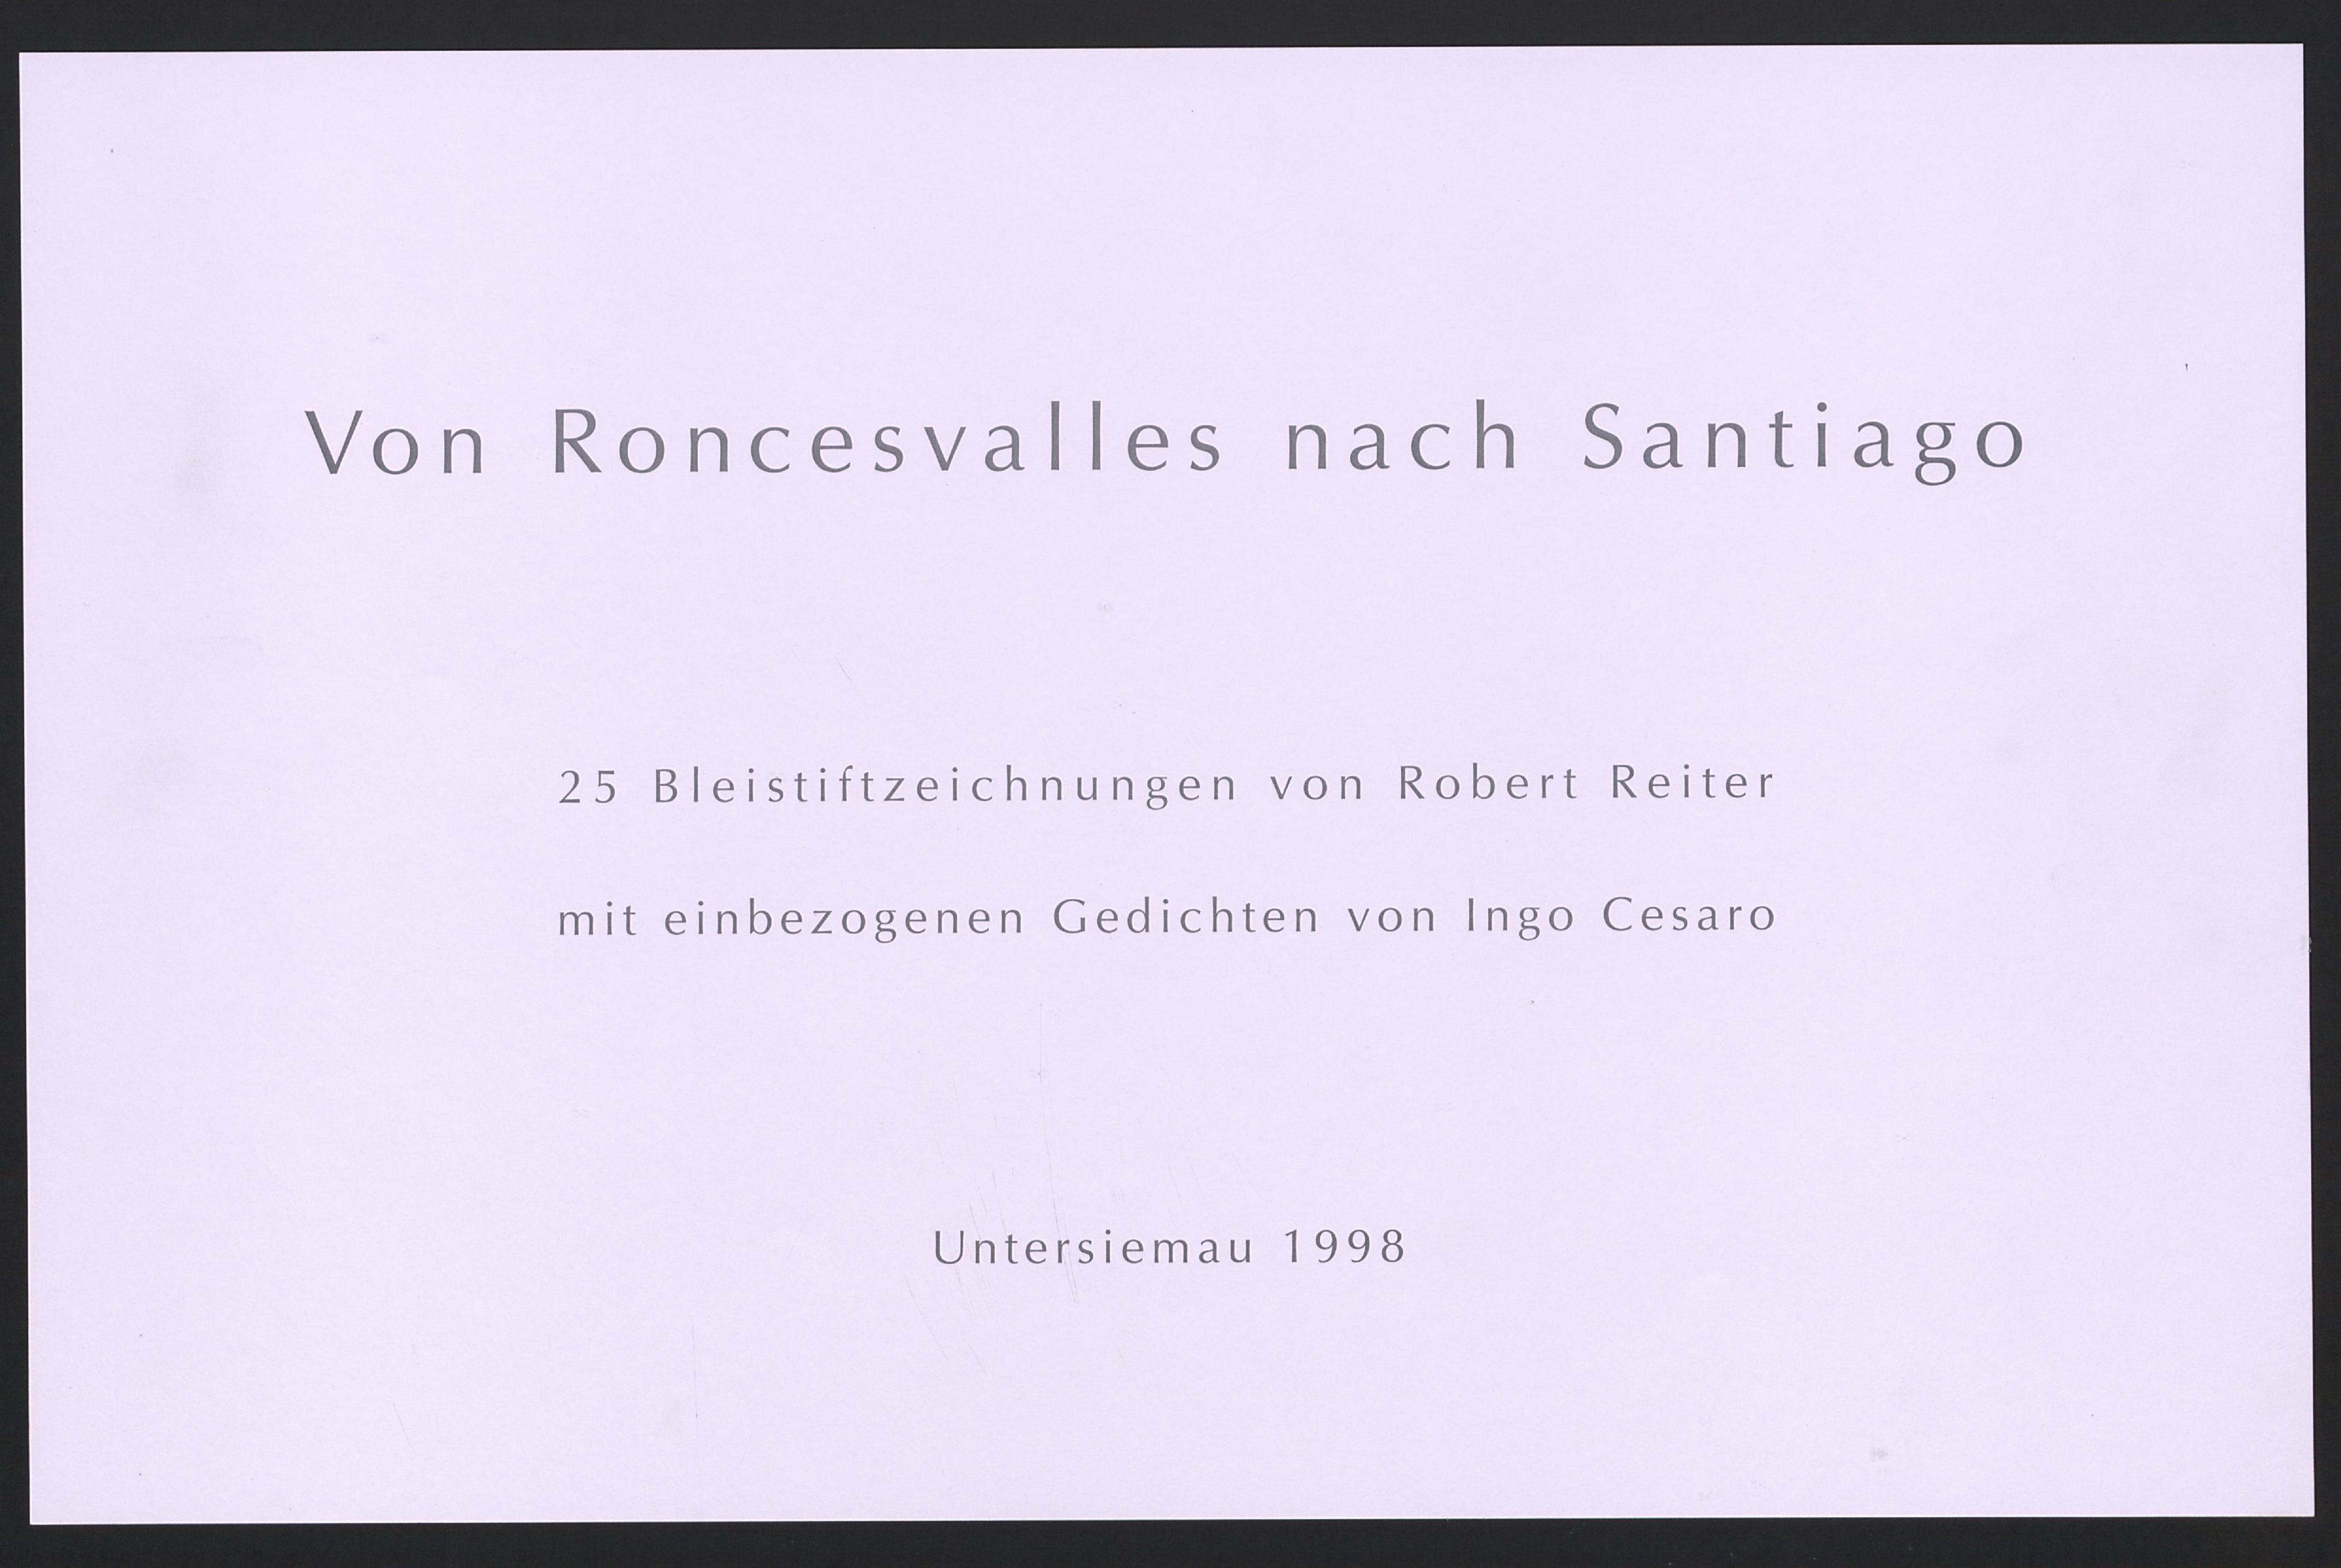 Von Roncesvalles nach Santiago
25 Bleistiftzeichnungen von Robert Reiter
mit einbezogenen Gedichten von Ingo Cesaro
Untersiemau 1998